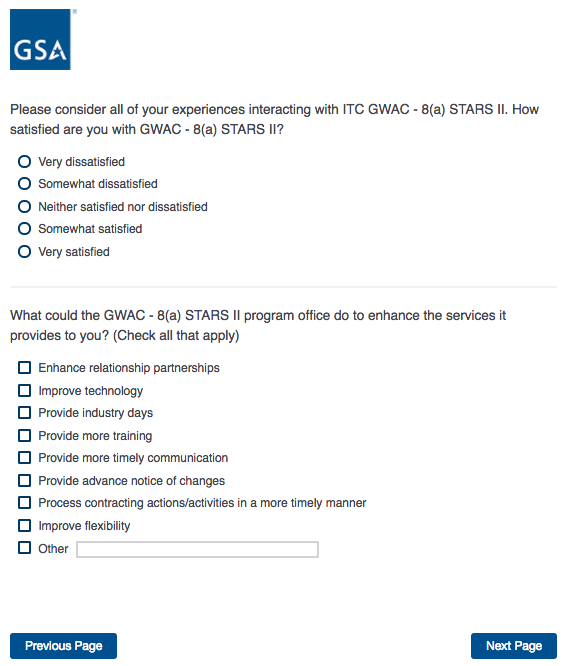 GSA
Please consider all of your experiences interacting with ITC GWAC - 8(a) STARS II. How
satisfied are you with GWAC - 8(a) STARS II?
Very dissatisfied
Somewhat dissatisfied
Neither satisfied nor dissatisfied
Somewhat satisfied
Very satisfied
What could the GWAC - 8(a) STARS II program office do to enhance the services it
provides to you? (Check all that apply)
Enhance relationship partnerships
Improve technology
Provide industry days
Provide more training
Provide more timely communication
Provide advance notice of changes
Process contracting actions/activities in a more timely manner
Improve flexibility
Other
Previous Page
Next Page